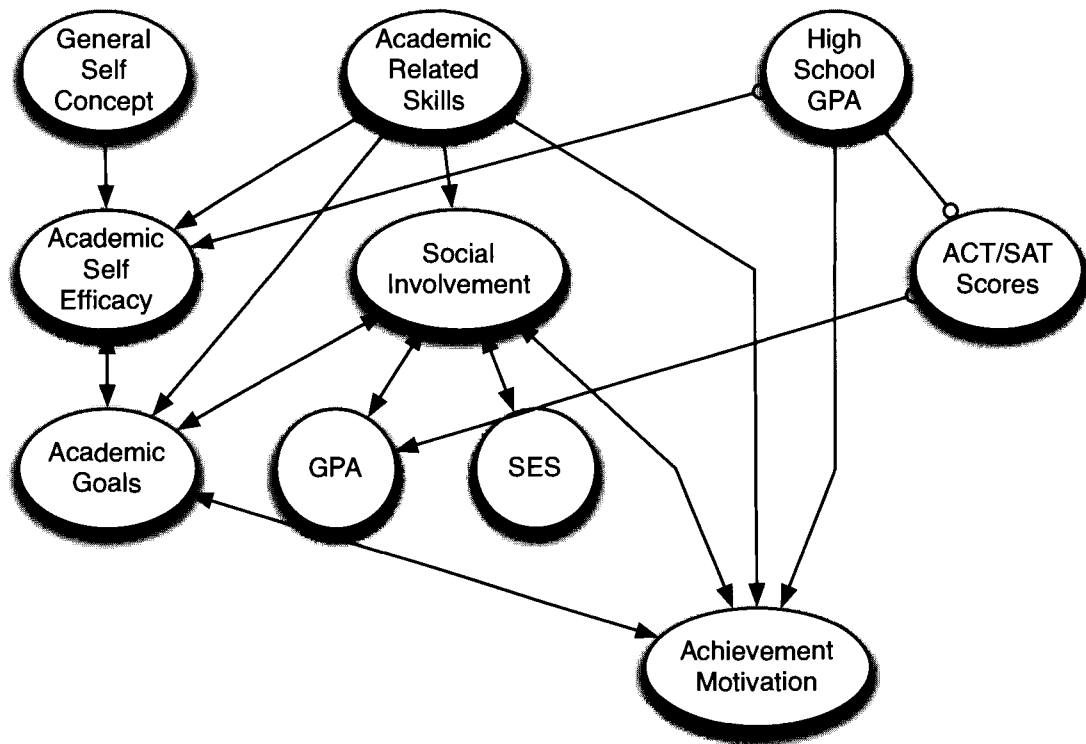 General
Self
Concept
Academic
Related
Skills
High
School
GPA
Academic
Self
Efficacy
Social
Involvement
ACT/SAT
Scores
Academic
Goals
GPA
SES
Achievement
Motivation